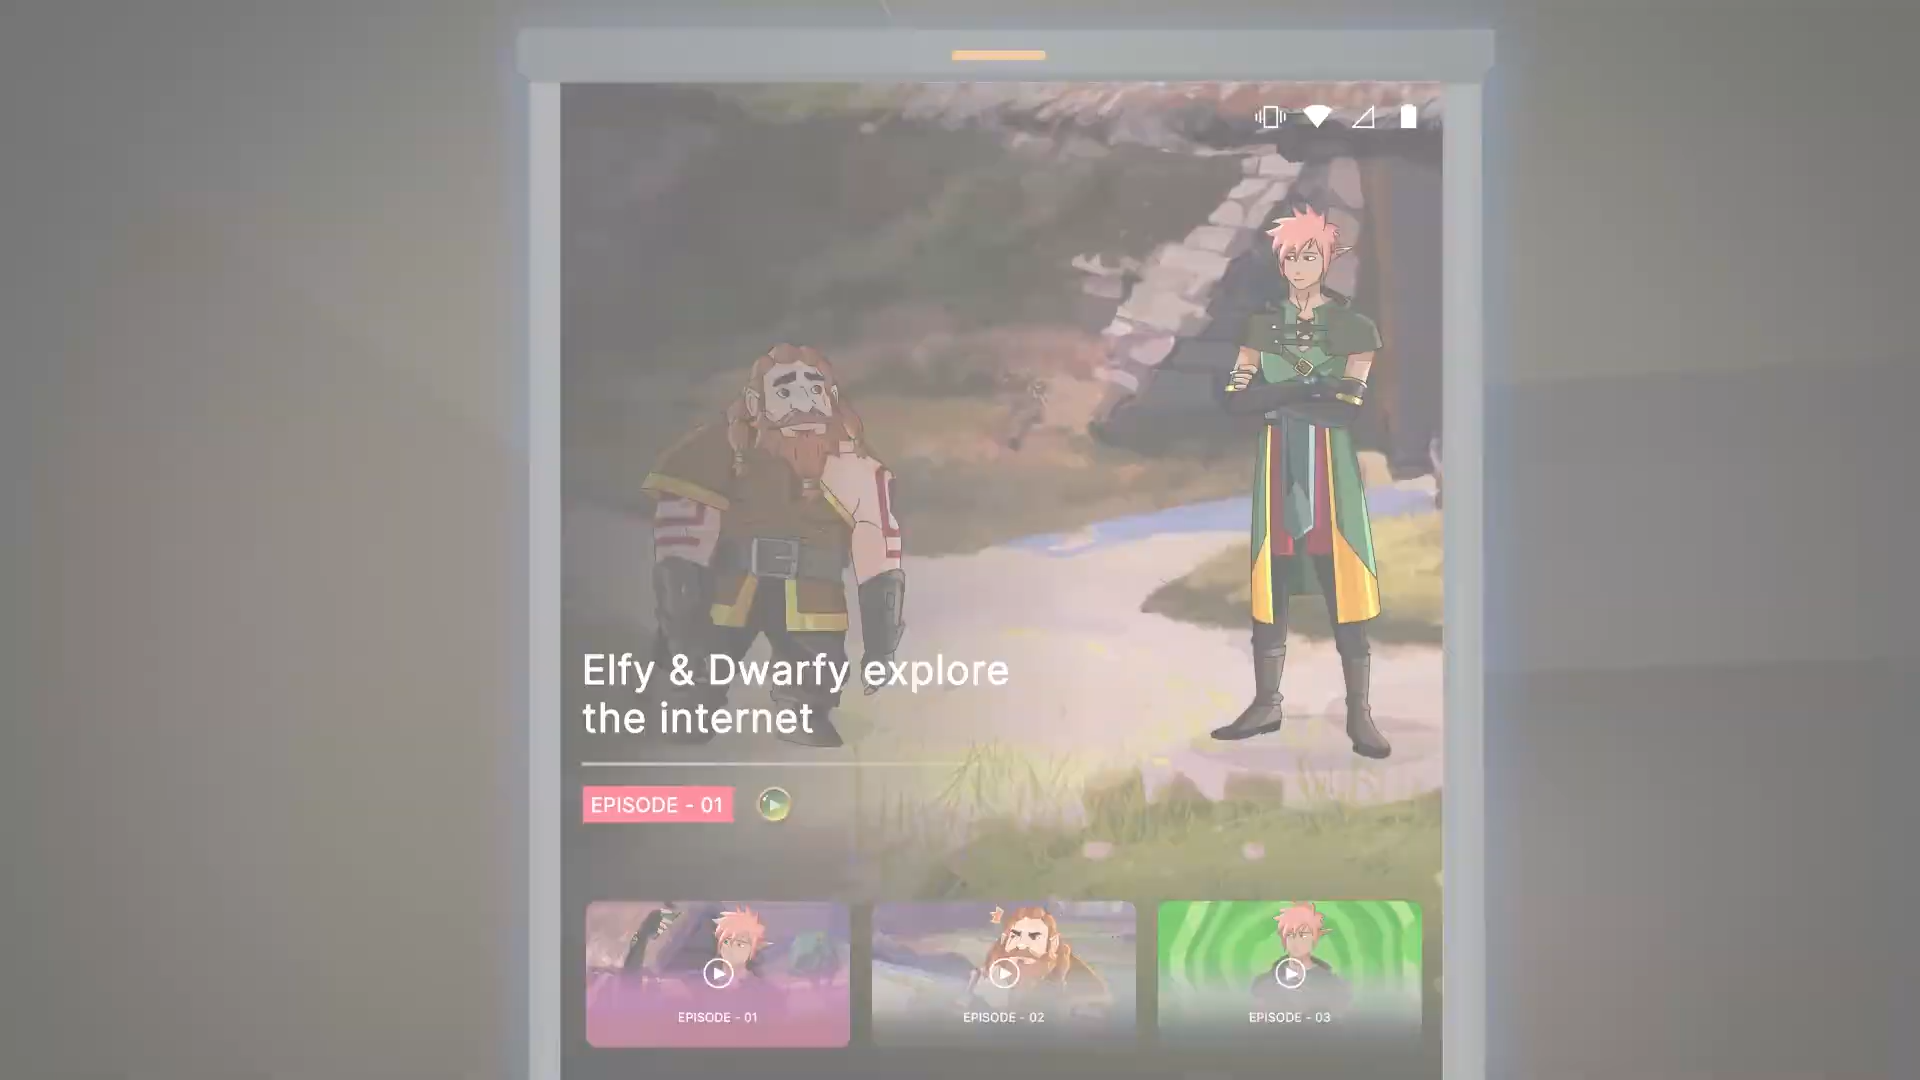 Elfy & Dwarfy explore
the internet
EPISODE - 01
EPISODE - 01
EPISODE - 02
EPISODE - 03